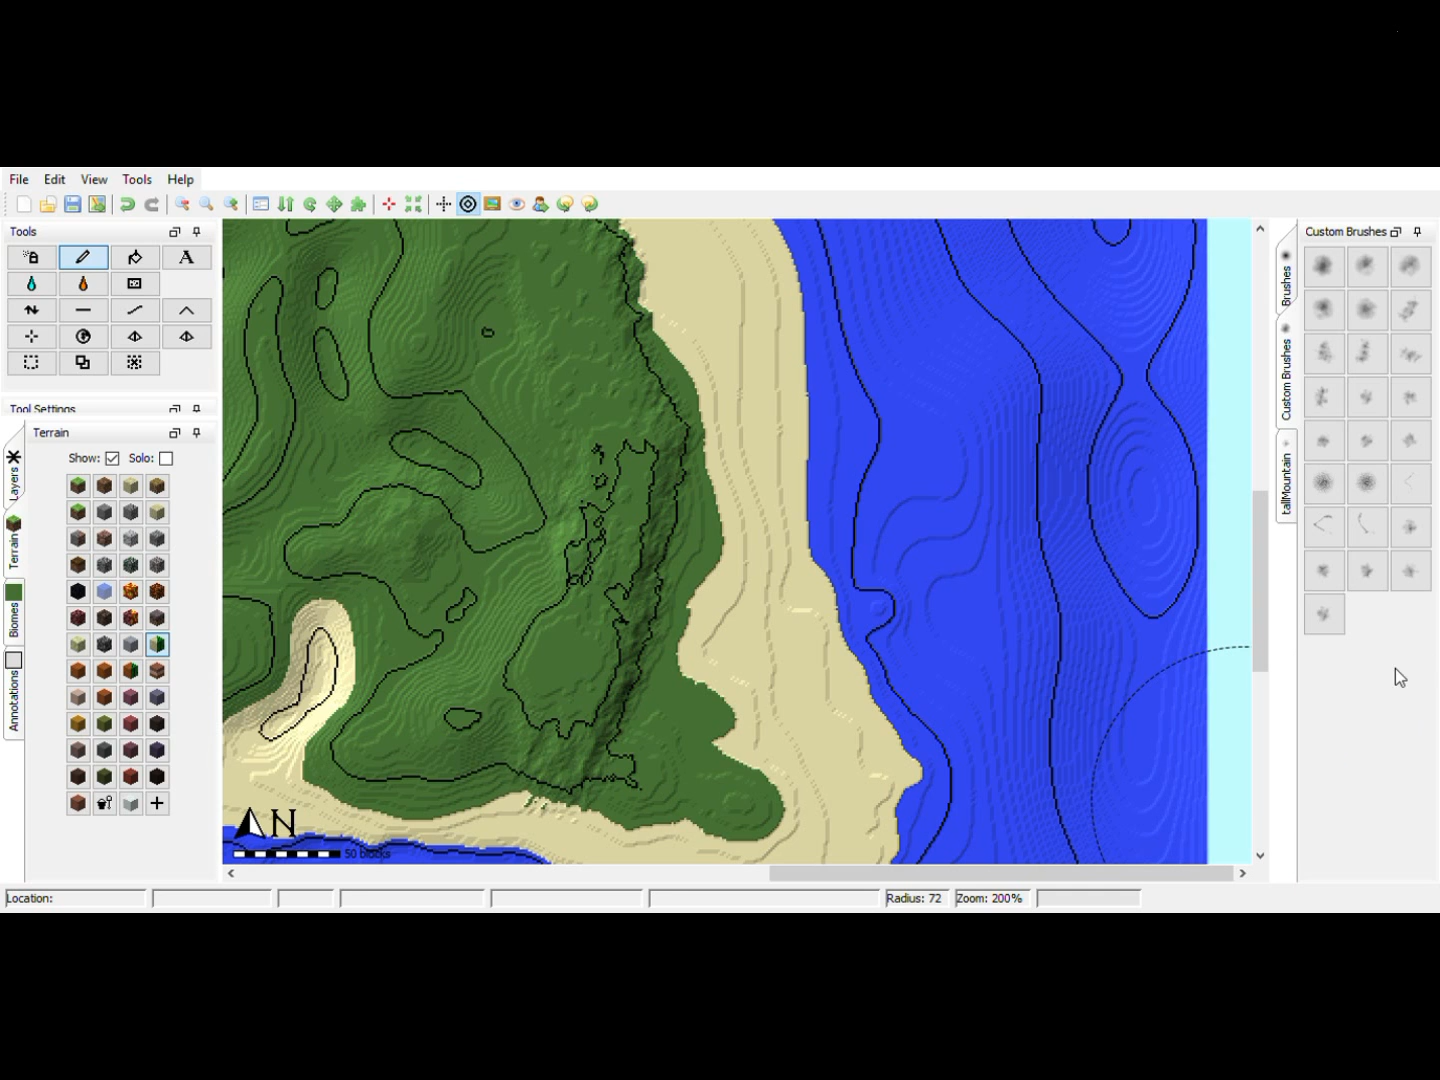 File Edit View Tools Help
Tools
A
Tool Settings
Terrain
Show: Solo:
Layers
Terrain
Biomes
Annotations
N
50 blocks
Custom Brushes
Brushes
Custom Brushes
tallMountain
Location:
Radius: 72
Zoom: 200%